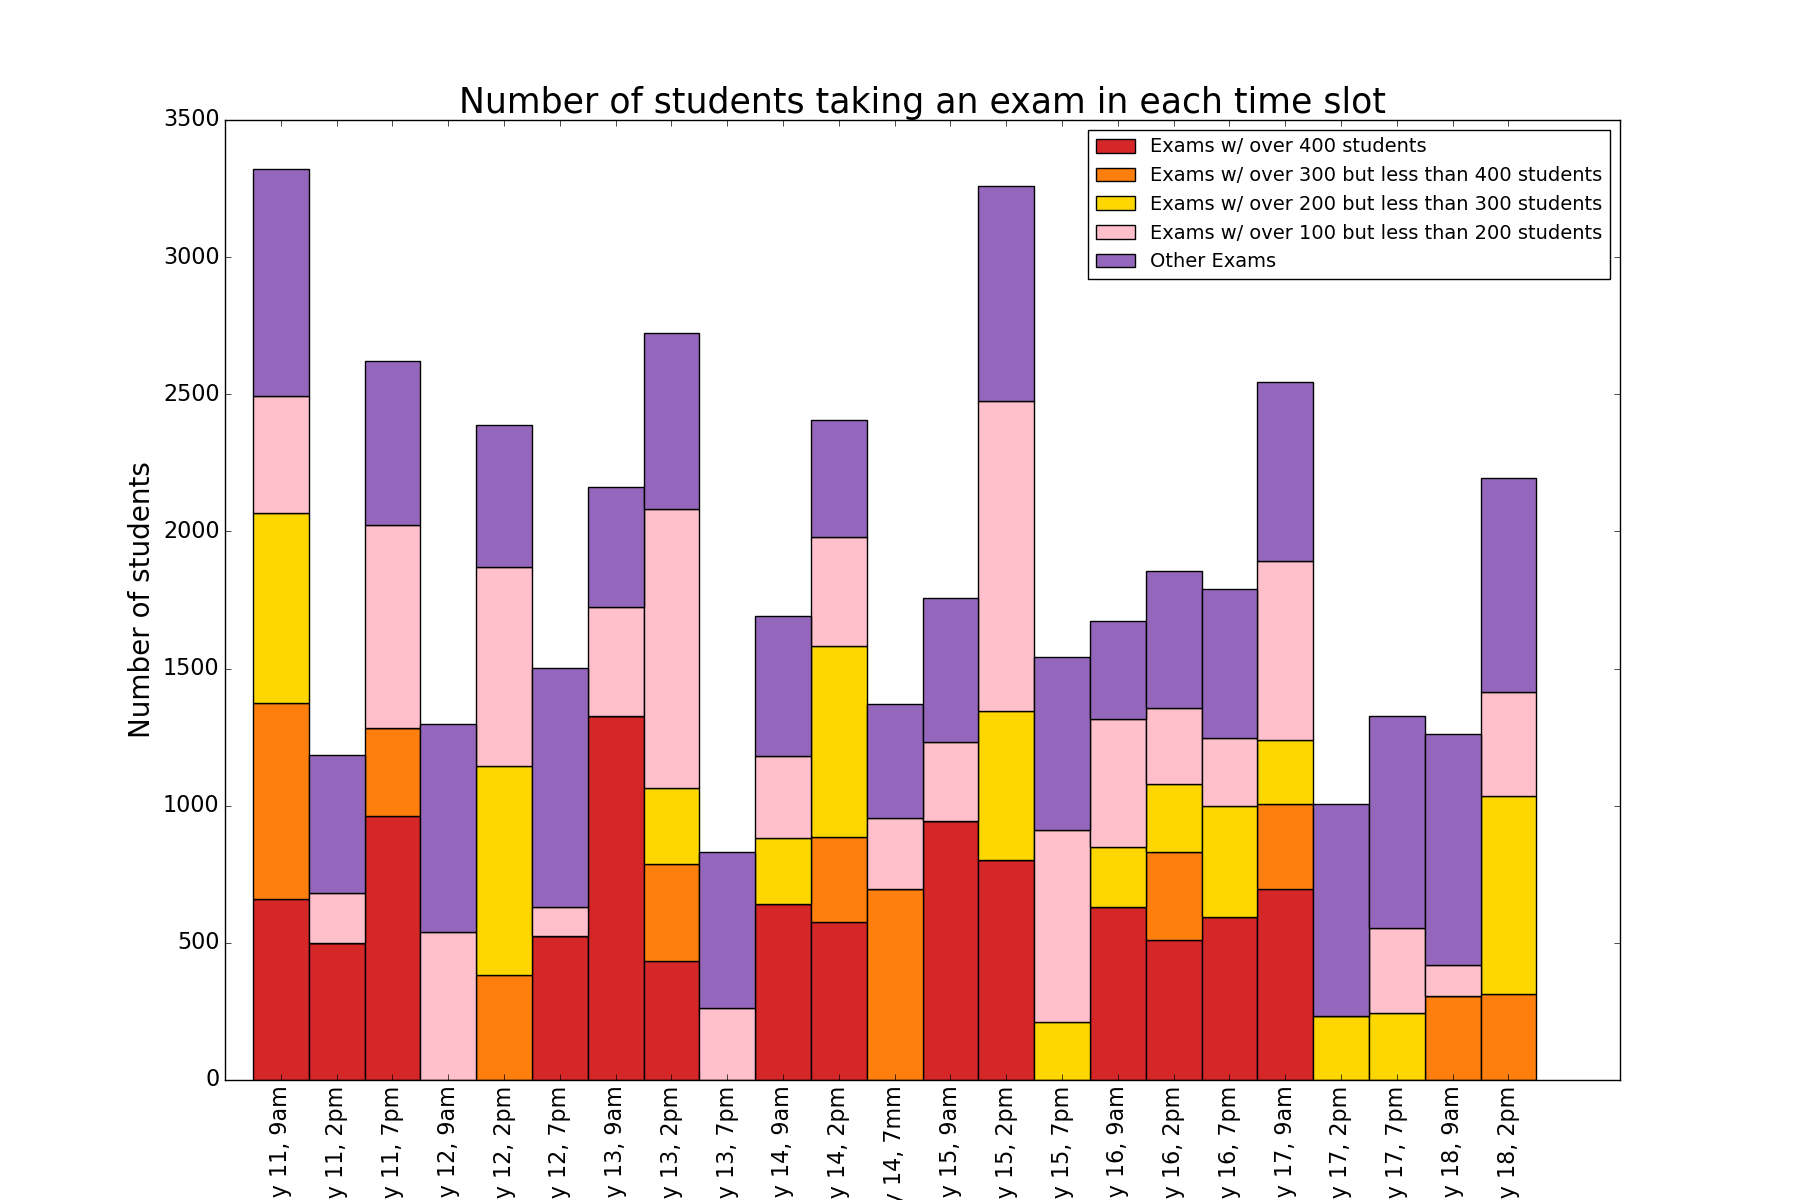 Number of students taking an exam in each time slot
Exams w/ over 400 students
Exams w/ over 300 but less than 400 students
Exams w/ over 200 but less than 300 students
Exams w/ over 100 but less than 200 students
Other Exams
Number of students
3500
3000
2500
2000
1500
1000
500
0
y 11, 9am
y 11, 2pm
y 11, 7pm
y 12, 9am
y 12, 2pm
y 12, 7pm
y 13, 9am
y 13, 2pm
y 13, 7pm
y 14, 9am
y 14, 2pm
y 14, 7mm
y 15, 9am
y 15, 2pm
y 15, 7pm
y 16, 9am
y 16, 2pm
y 16, 7pm
y 17, 9am
y 17, 2pm
y 17, 7pm
y 18, 9am
y 18, 2pm